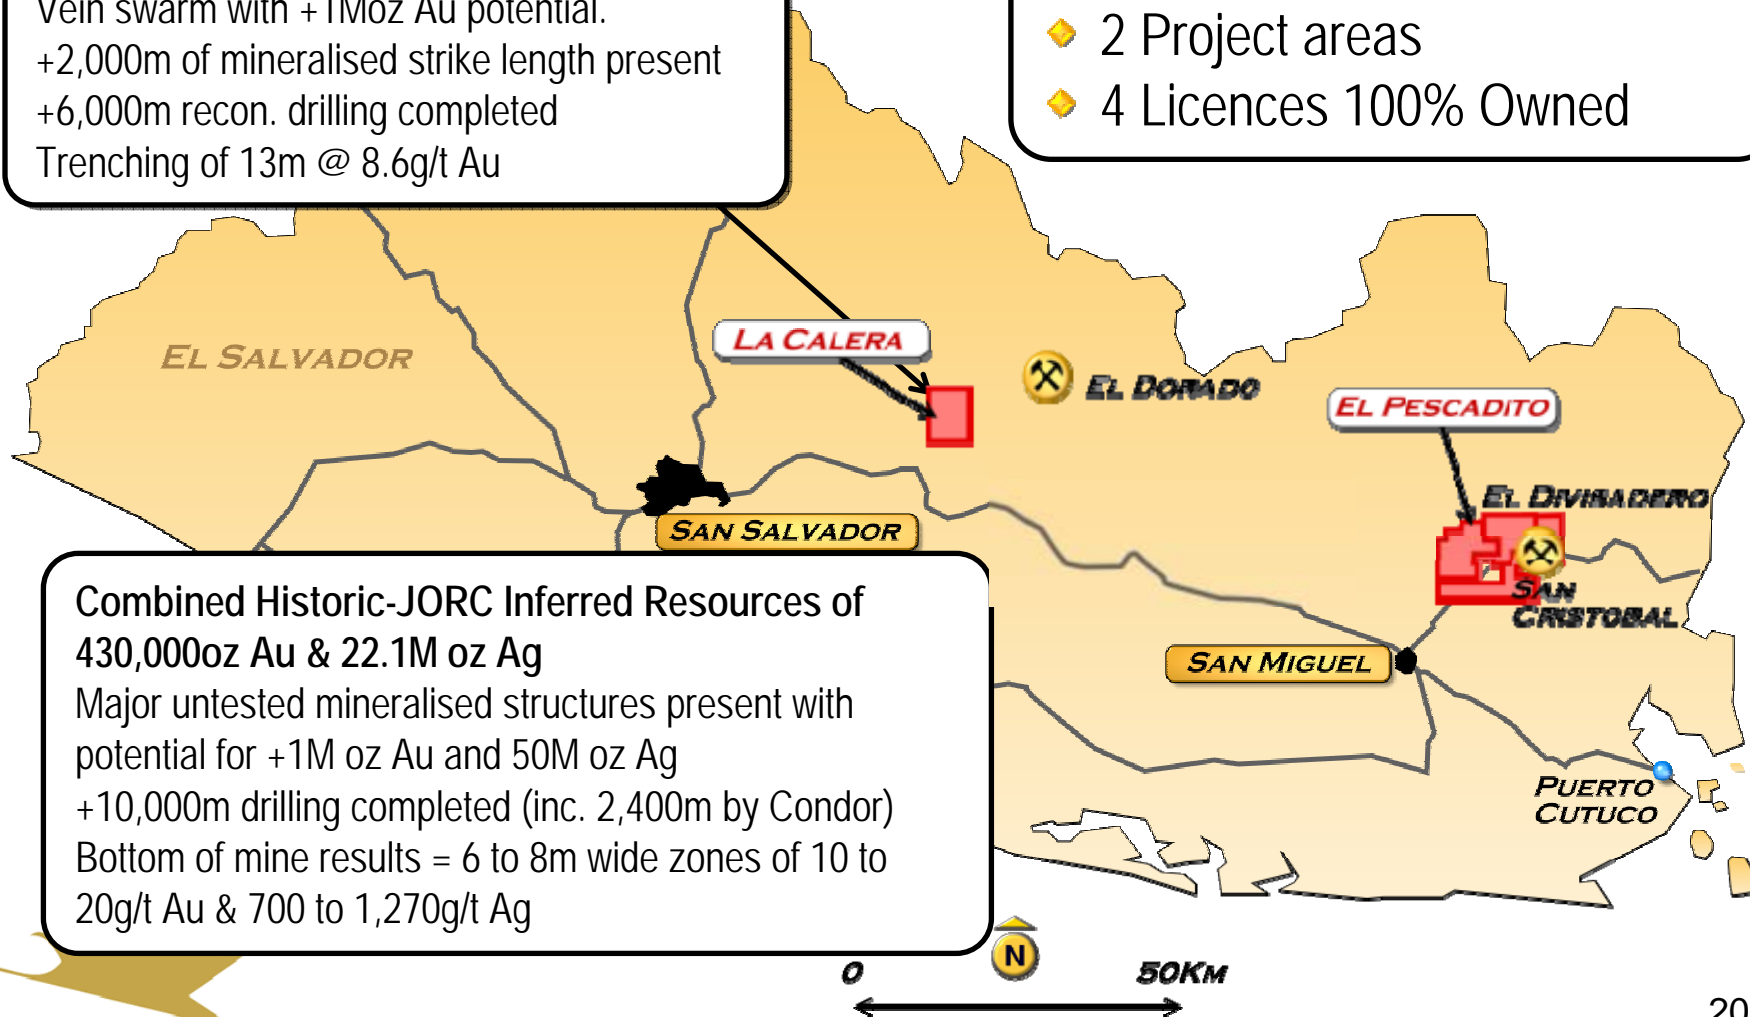 Vein swarm with +1Moz Au potential.
+2,000m of mineralised strike length present
+6,000m recon. drilling completed
Trenching of 13m @ 8.6g/t Au
2 Project areas
4 Licences 100% Owned
EL SALVADOR
LA CALERA
EL DORADO
EL PESCADITO
EL DIVISADERO
SAN SALVADOR
SAN
CRISTOBAL
SAN MIGUEL
Combined Historic-JORC Inferred Resources of
430,000oz Au & 22.1M oz Ag
Major untested mineralised structures present with
potential for +1M oz Au and 50M oz Ag
+10,000m drilling completed (inc. 2,400m by Condor)
Bottom of mine results = 6 to 8m wide zones of 10 to
20g/t Au & 700 to 1,270g/t Ag
PUERTO
CUTUCO
N
0 50KM
20